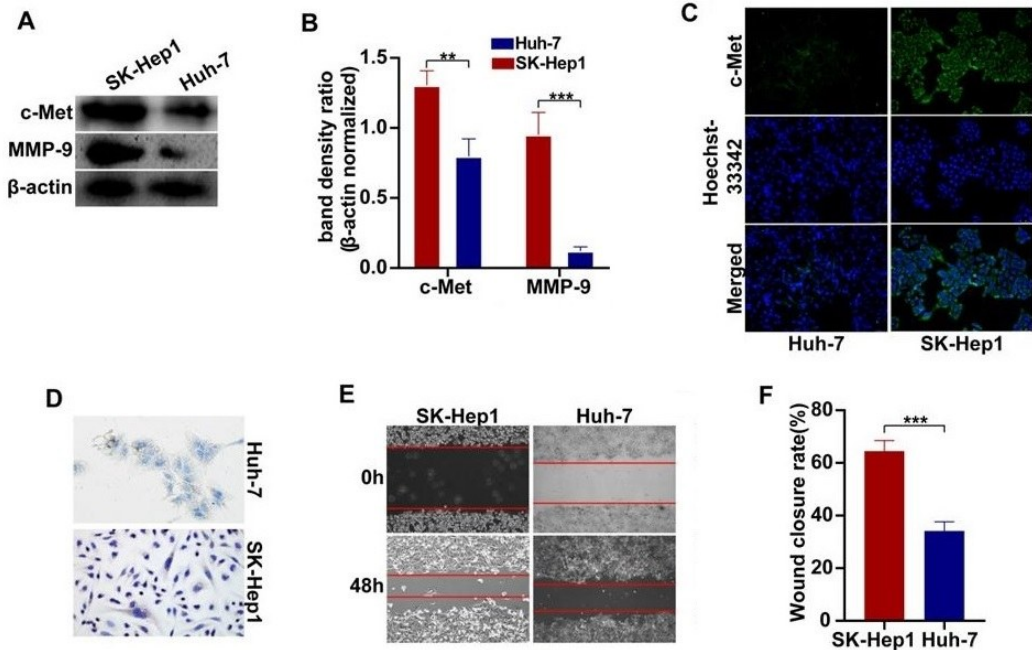 A
SK-Hep1 Huh-7
c-Met
MMP-9
β-actin
B
Huh-7
SK-Hep1
band density ratio
(β-actin normalized)
1.5
1.0
0.5
0.0
**
***
c-Met MMP-9
C
c-Met
Hoechst-
33342
Merged
Huh-7 SK-Hep1
D
Huh-7
SK-Hep1
E
SK-Hep1 Huh-7
0h
48h
F
Wound closure rate(%)
80
60
40
20
0
***
SK-Hep1 Huh-7